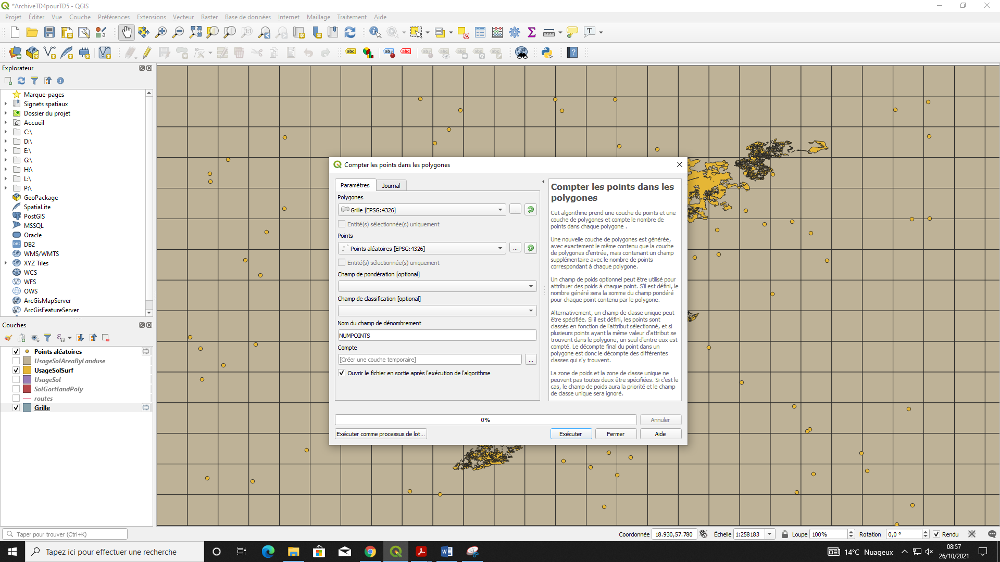 *ArchiveTD4pourTD5 - QGIS
Projet Éditer Vue Couche Préférences Extensions Vecteur Raster Base de données Internet Maillage Traitement Aide
Explorateur
Marque-pages
Signets spatiaux
Dossier du projet
Accueil
C:\
D:\
E:\
G:\
H:\
L:\
P:\
GeoPackage
SpatiaLite
PostGIS
MSSQL
Oracle
DB2
WMS/WMTS
XYZ Tiles
WCS
WFS
OWS
ArcGisMapServer
ArcGisFeatureServer
Couches
Points aléatoires
UsageSolAreaByLanduse
UsageSolSurf
UsageSol
SolGortlandPoly
routes
Grille
Compter les points dans les polygones
Paramètres Journal
Polygones
Grille [EPSG:4326]
...
Entité(s) sélectionnée(s) uniquement
Points
Points aléatoires [EPSG:4326]
...
Entité(s) sélectionnée(s) uniquement
Champ de pondération [optional]
Champ de classification [optional]
Nom du champ de dénombrement
NUMPOINTS
Compte
[Créer une couche temporaire]
...
Ouvrir le fichier en sortie après l'exécution de l'algorithme
Compter les points dans les
polygones
Cet algorithme prend une couche de points et une
couche de polygones et compte le nombre de
points dans chaque polygone .
Une nouvelle couche de polygones est générée,
avec exactement le même contenu que la couche
de polygones d'entrée, mais contenant un champ
supplémentaire avec le nombre de points
correspondant à chaque polygone.
Un champ de poids optionnel peut être utilisé pour
attribuer des poids à chaque point. S'il est défini, le
nombre généré sera la somme du champ pondéré
pour chaque point contenu par le polygone.
Alternativement, un champ de classe unique peut
être spécifiée. Si il est défini, les points sont
classés en fonction de l'attribut sélectionné, et si
plusieurs points ayant la même valeur d'attribut se
trouvent dans le polygone, un seul d'entre eux est
compté. Le décompte final du point dans un
polygone est donc le décompte des différentes
classes qui s'y trouvent.
La zone de poids et la zone de classe unique ne
peuvent pas toutes deux être spécifiées. Si c'est le
cas, le champ de poids aura la priorité et le champ
de classe unique sera ignoré.
0%
Annuler
Exécuter comme processus de lot...
Exécuter Fermer Aide
Taper pour trouver (Ctrl+K)
Coordonnée 18.930,57.780 Échelle 1:258183 Loupe 100% Rotation 0,0 ° Rendu
Tapez ici pour effectuer une recherche
14°C Nuageux
08:57
26/10/2021